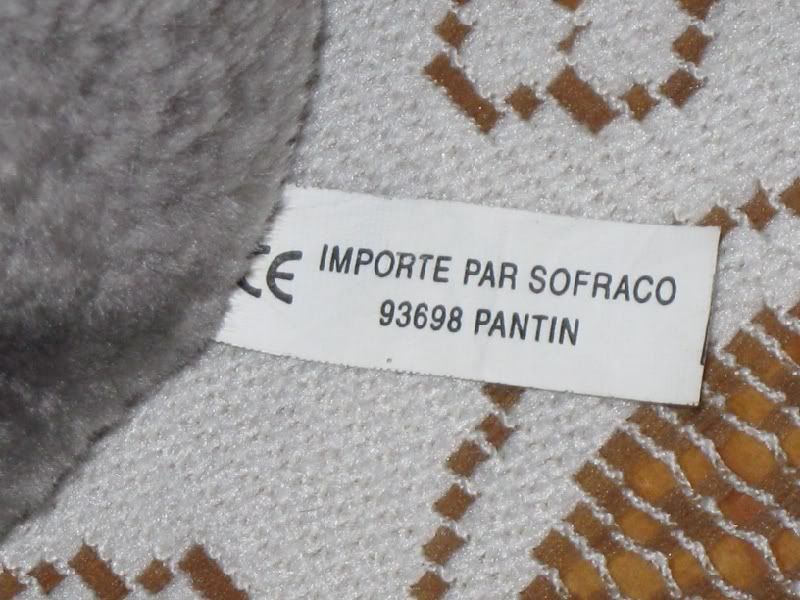 CE IMPORTE PAR SOFRACO
93698 PANTIN